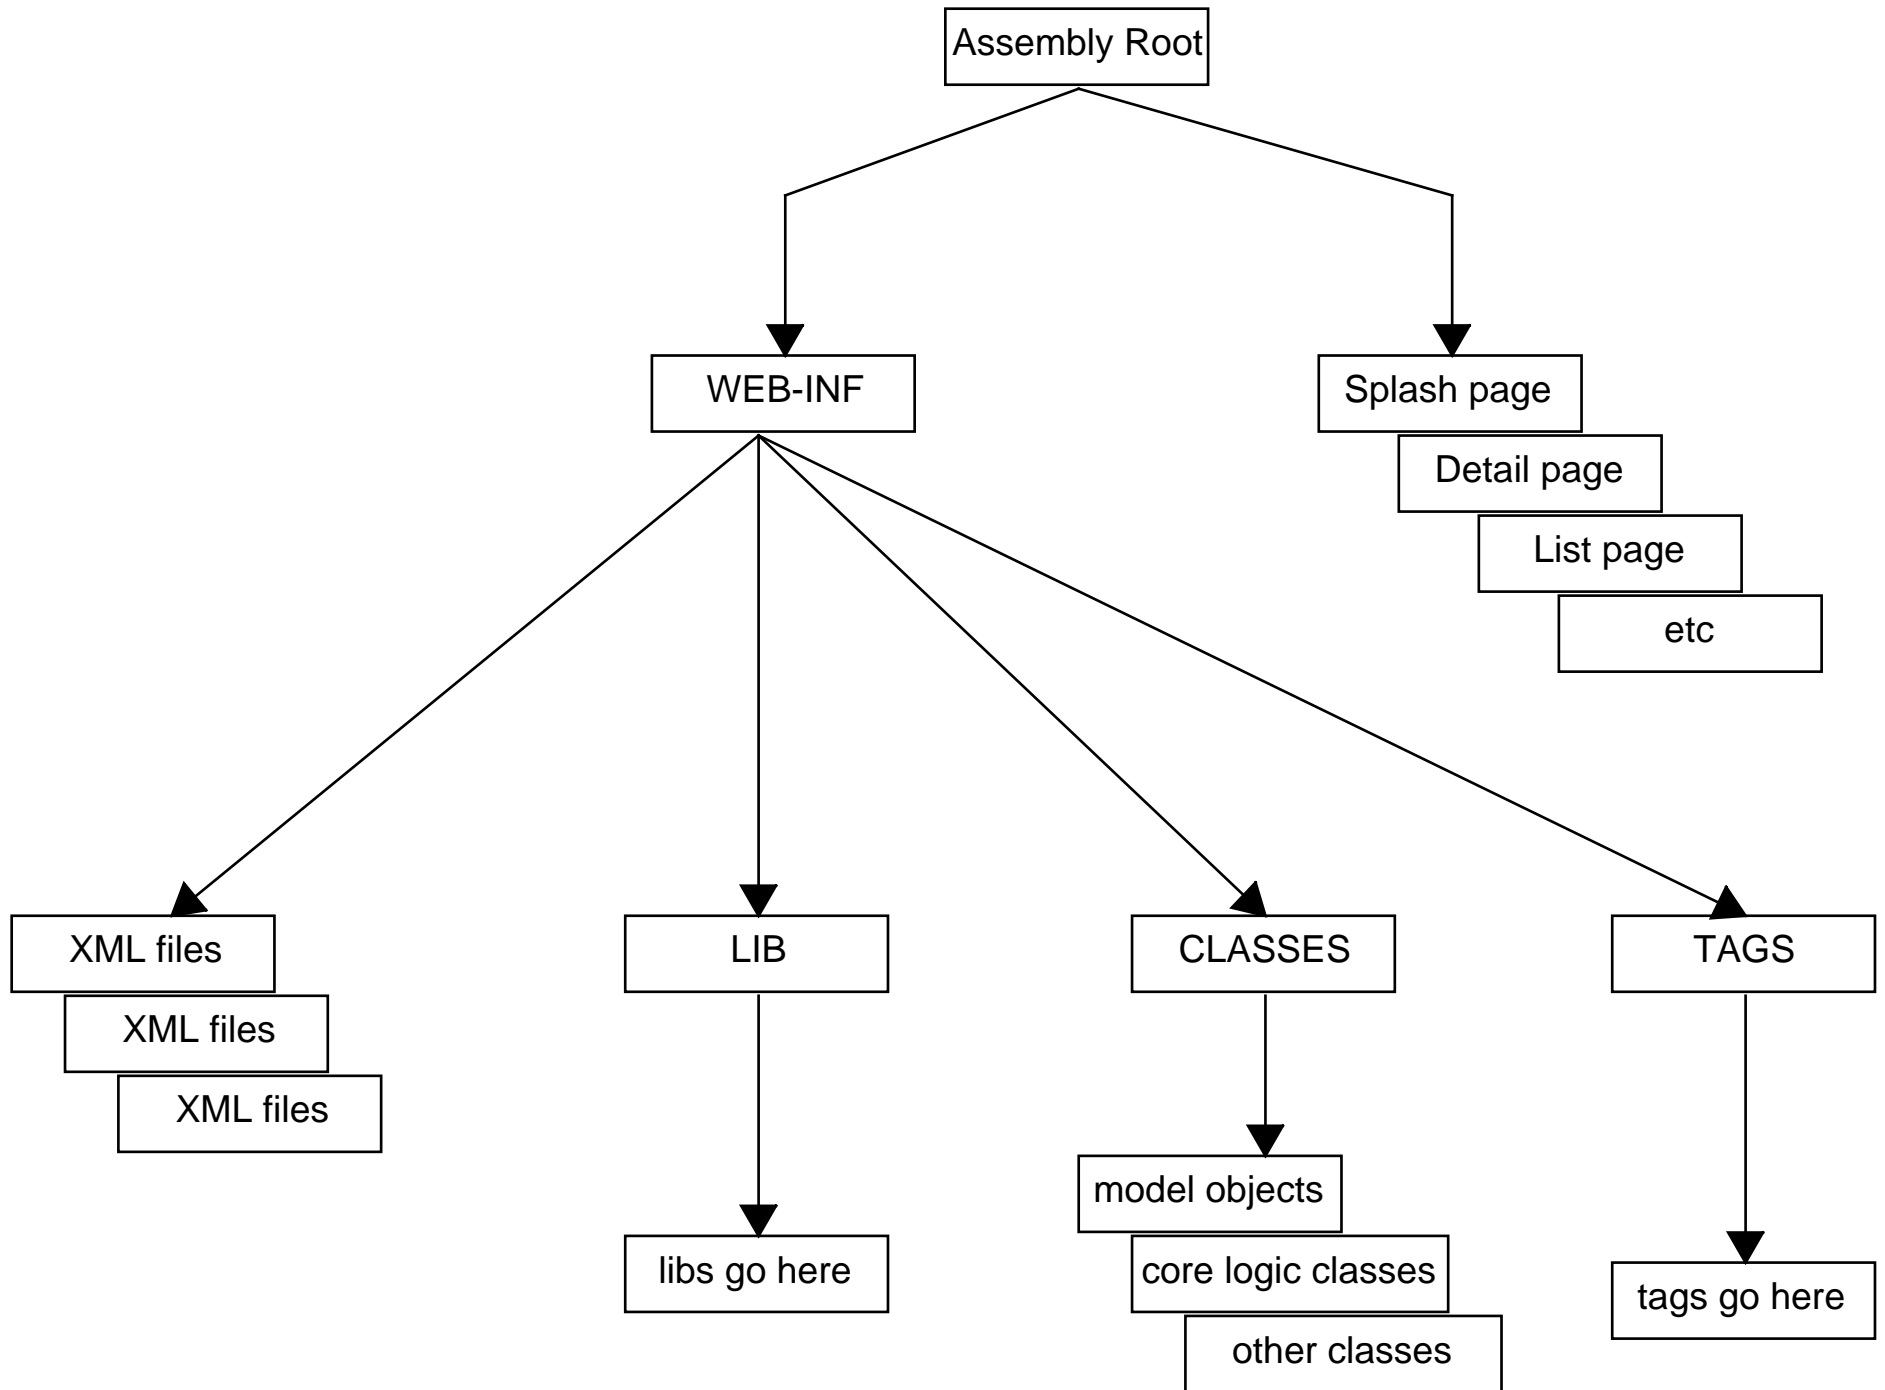 Assembly Root
WEB-INF
Splash page
Detail page
List page
etc
XML files
XML files
XML files
LIB
libs go here
CLASSES
model objects
core logic classes
other classes
TAGS
tags go here